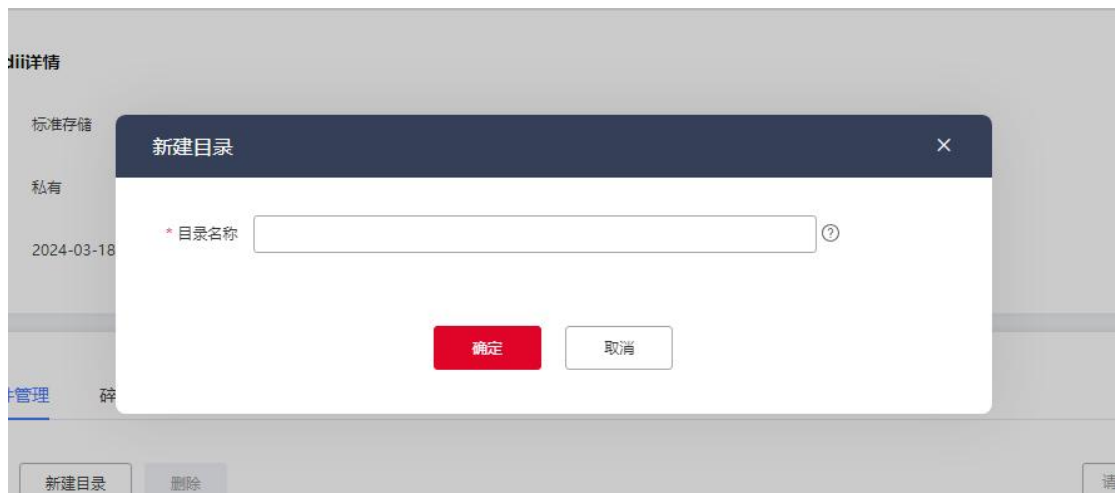 dii详情
标准存储
新建目录
私有
* 目录名称
2024-03-18
确定
取消
件管理
碎
新建目录
删除
请